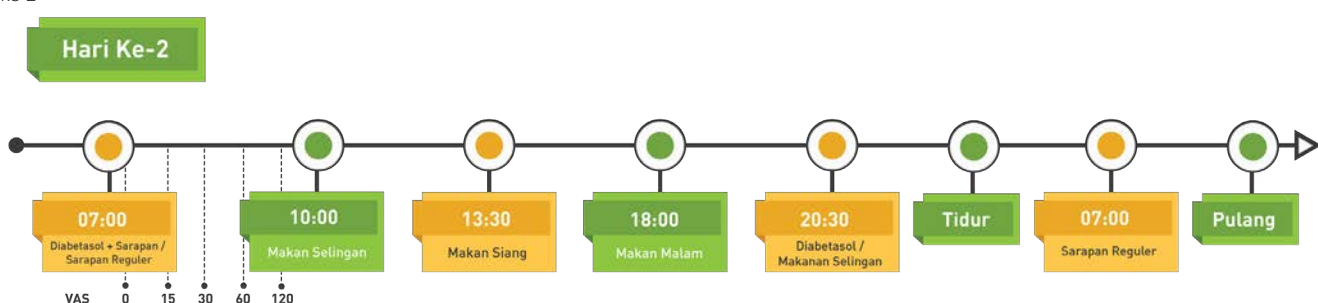 Hari Ke-2
07:00
Diabetasol + Sarapan /
Sarapan Reguler
10:00
Makan Selingan
13:30
Makan Siang
18:00
Makan Malam
20:30
Diabetasol /
Makanan Selingan
Tidur
07:00
Sarapan Reguler
Pulang
VAS 0 15 30 60 120